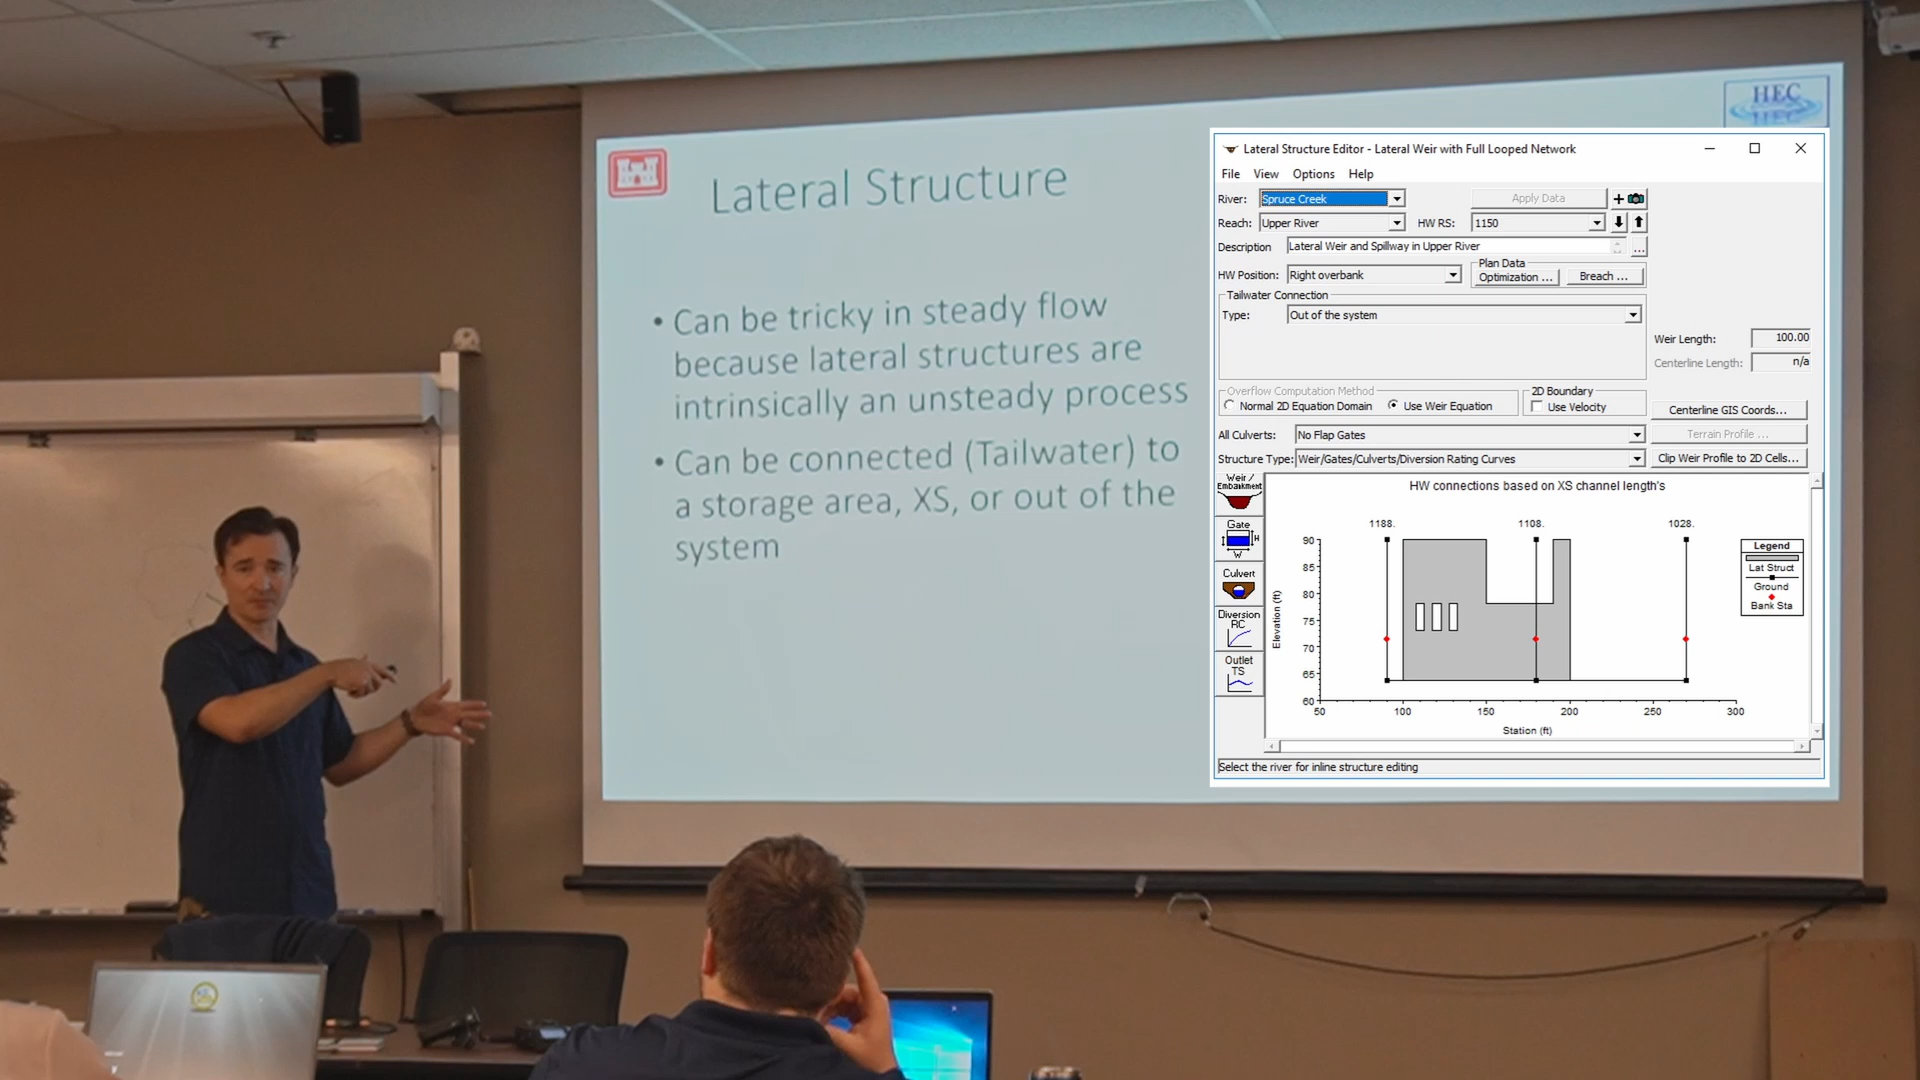 HEC
Lateral Structure
• Can be tricky in steady flow
because lateral structures are
intrinsically an unsteady process
• Can be connected (Tailwater) to
a storage area, XS, or out of the
system
Lateral Structure Editor - Lateral Weir with Full Looped Network
File View Options Help
River: Spruce Creek Apply Data
Reach: Upper River HW RS: 1150
Description Lateral Weir and Spillway in Upper River ...
HW Position: Right overbank Plan Data
Optimization ... Breach ...
Tailwater Connection
Type: Out of the system
Weir Length: 100.00
Centerline Length: n/a
Overflow Computation Method 2D Boundary
Normal 2D Equation Domain Use Weir Equation Use Velocity
Centerline GIS Coords...
All Culverts: No Flap Gates Terrain Profile ...
Structure Type: Weir/Gates/Culverts/Diversion Rating Curves Clip Weir Profile to 2D Cells...
Weir /
Embankment
Gate
H
W
Culvert
Diversion
RC
Outlet
TS
HW connections based on XS channel length's
1188. 1108. 1028.
90
85
80
75
70
65
60
Elevation (ft)
50 100 150 200 250 300
Station (ft)
Legend
Lat Struct
Ground
Bank Sta
Select the river for inline structure editing